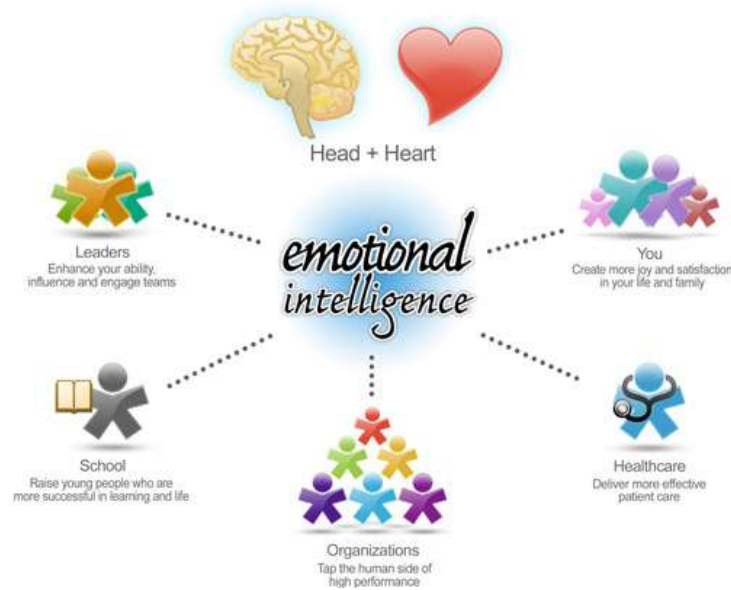 Head + Heart
emotional
intelligence
Leaders
Enhance your ability,
influence and engage teams
You
Create more joy and satisfaction
in your life and family
School
Raise young people who are
more successful in learning and life
Healthcare
Deliver more effective
patient care
Organizations
Tap the human side of
high performance